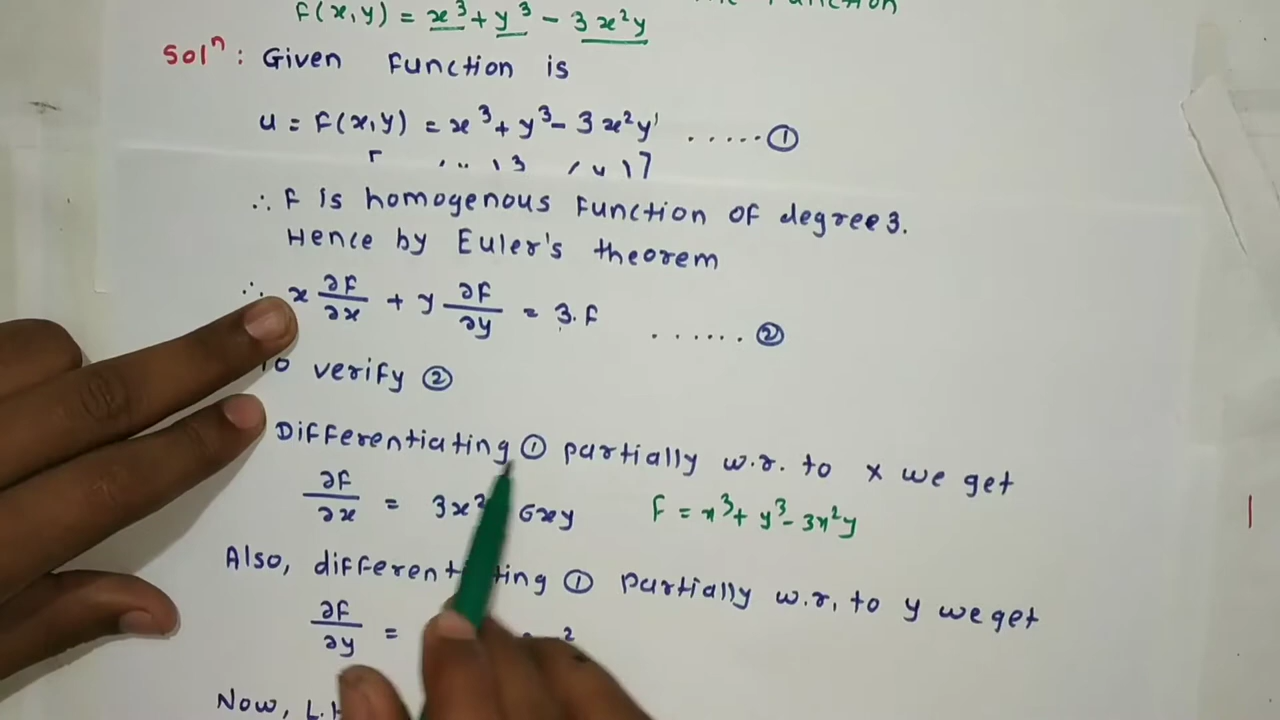 Function
F(x,y) = x³ + y³ - 3x²y
Solⁿ : Given Function is
u = F(x,y) = x³ + y³ - 3x²y' ...... ①
∴ F is homogenous Function of degree 3.
Hence by Euler's theorem
∴ x ∂F/∂x + y ∂F/∂y = 3.F ...... ②
verify ②
Differentiating ① partially w.r. to x we get
∂F/∂x = 3x² 6xy F = x³ + y³ - 3x²y
Also, differentiating ① partially w.r. to y we get
∂F/∂y =
Now,